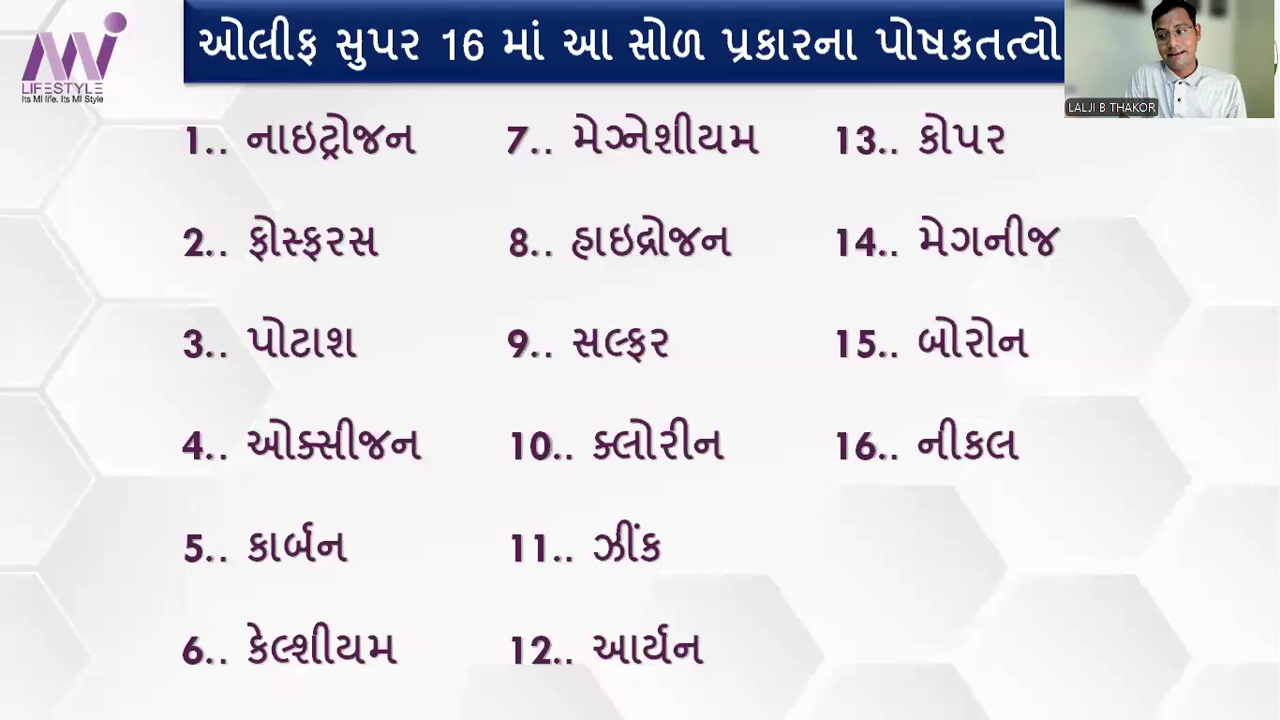 ઓલીફ સુપર 16 માં આ સોળ પ્રકારના પોષકતત્વો
LIFESTYLE
Its MI life. Its MI Style
LALJI B THAKOR
1.. નાઇટ્રોજન
2.. ફોસ્ફરસ
3.. પોટાશ
4.. ઓક્સીજન
5.. કાર્બન
6.. કેલ્શીયમ
7.. મેગ્નેશીયમ
8.. હાઇદ્રોજન
9.. સલ્ફર
10.. ક્લોરીન
11.. ઝીંક
12.. આર્યન
13.. કોપર
14.. મેગનીજ
15.. બોરોન
16.. નીકલ